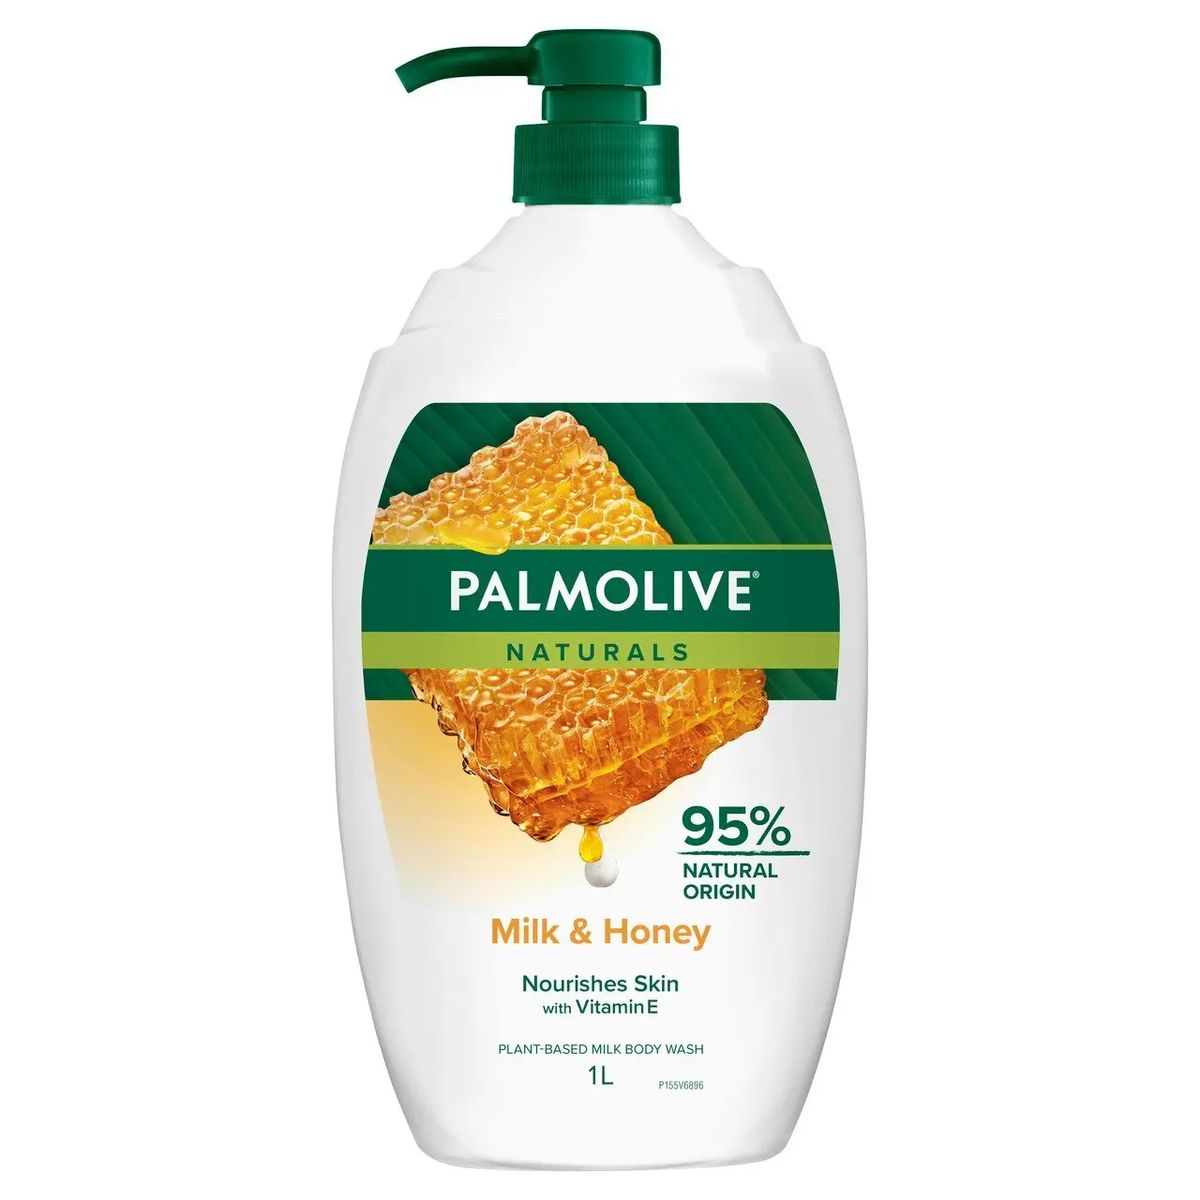 PALMOLIVE®
NATURALS
95%
NATURAL
ORIGIN
Milk & Honey
Nourishes Skin
with Vitamin E
PLANT-BASED MILK BODY WASH
1L
P155V6896